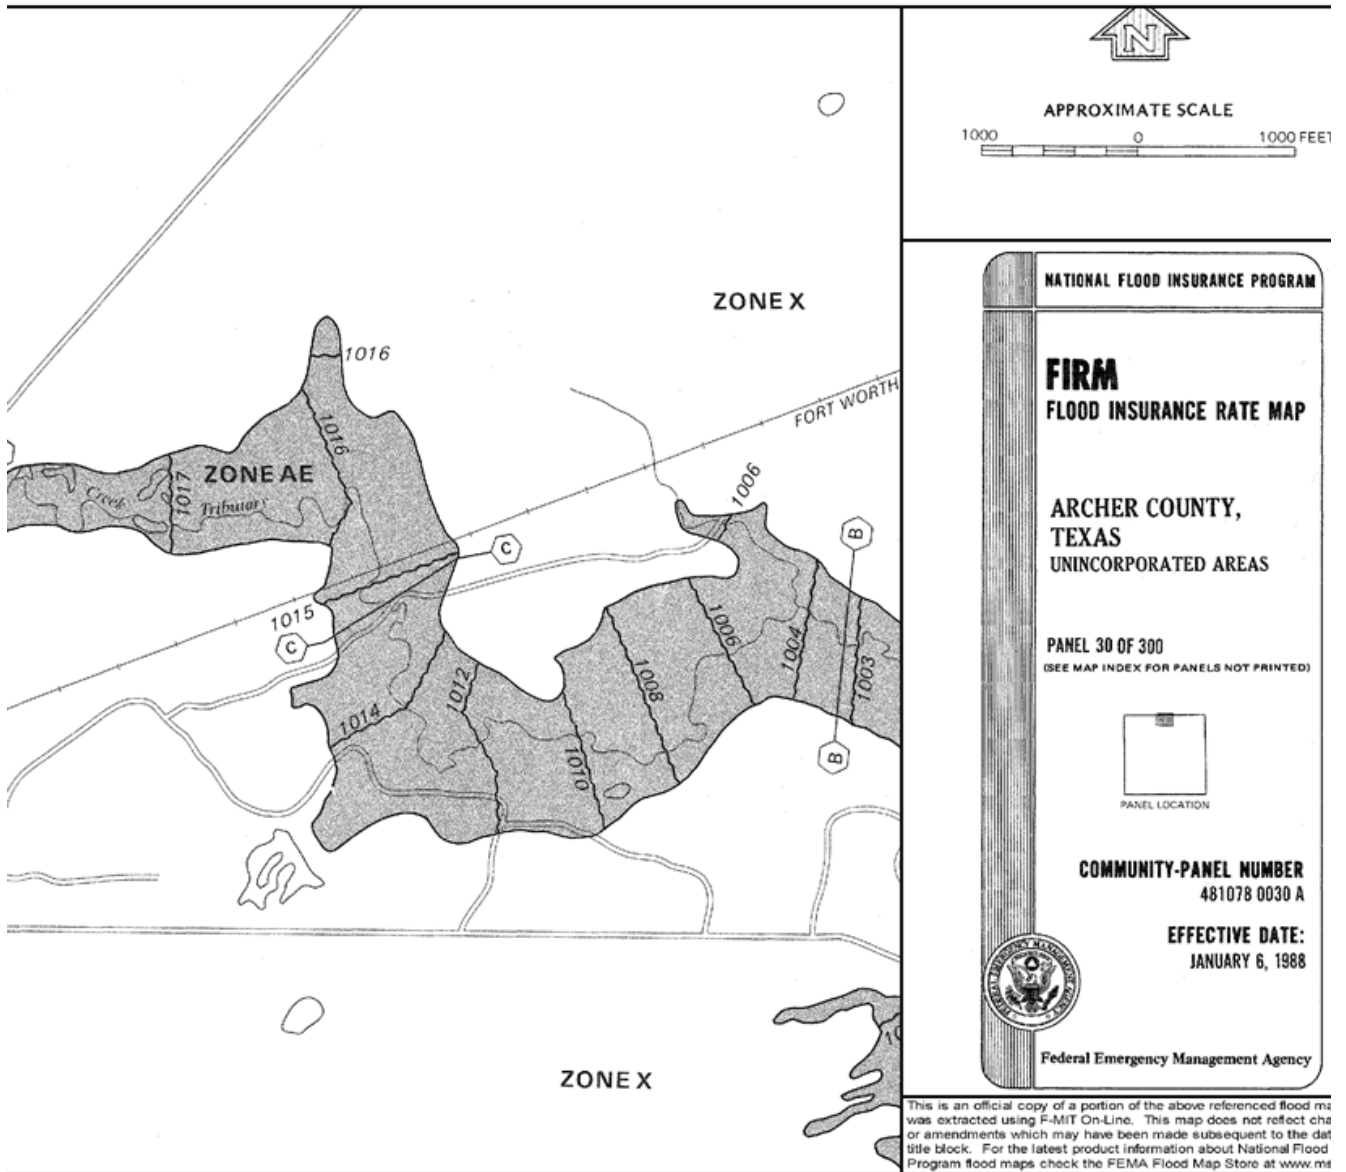 N
APPROXIMATE SCALE
1000 0 1000 FEET
ZONE X
1016
1016
FORT WORTH
ZONE AE
1017
Creek
Tributary
1006
B
C
1015
C
1006
1004
1003
1008
1012
1014
1010
B
ZONE X
NATIONAL FLOOD INSURANCE PROGRAM
FIRM
FLOOD INSURANCE RATE MAP
ARCHER COUNTY,
TEXAS
UNINCORPORATED AREAS
PANEL 30 OF 300
(SEE MAP INDEX FOR PANELS NOT PRINTED)
PANEL LOCATION
COMMUNITY-PANEL NUMBER
481078 0030 A
EFFECTIVE DATE:
JANUARY 6, 1988
Federal Emergency Management Agency
This is an official copy of a portion of the above referenced flood
was extracted using F-MIT On-Line. This map does not reflect
or amendments which may have been made subsequent to the
title block. For the latest product information about National Flood
Program flood maps check the FEMA Flood Map Store at